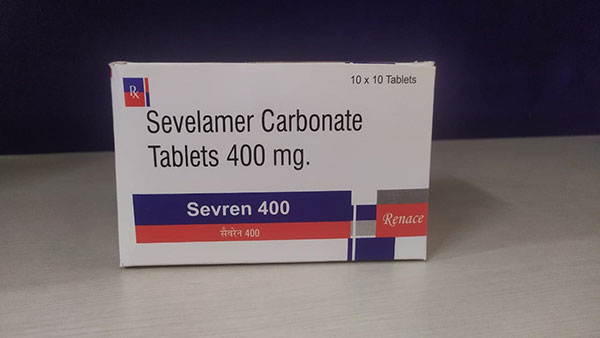 Rx
10 x 10 Tablets
Sevelamer Carbonate
Tablets 400 mg.
Sevren 400
सैवरेन 400
Renace